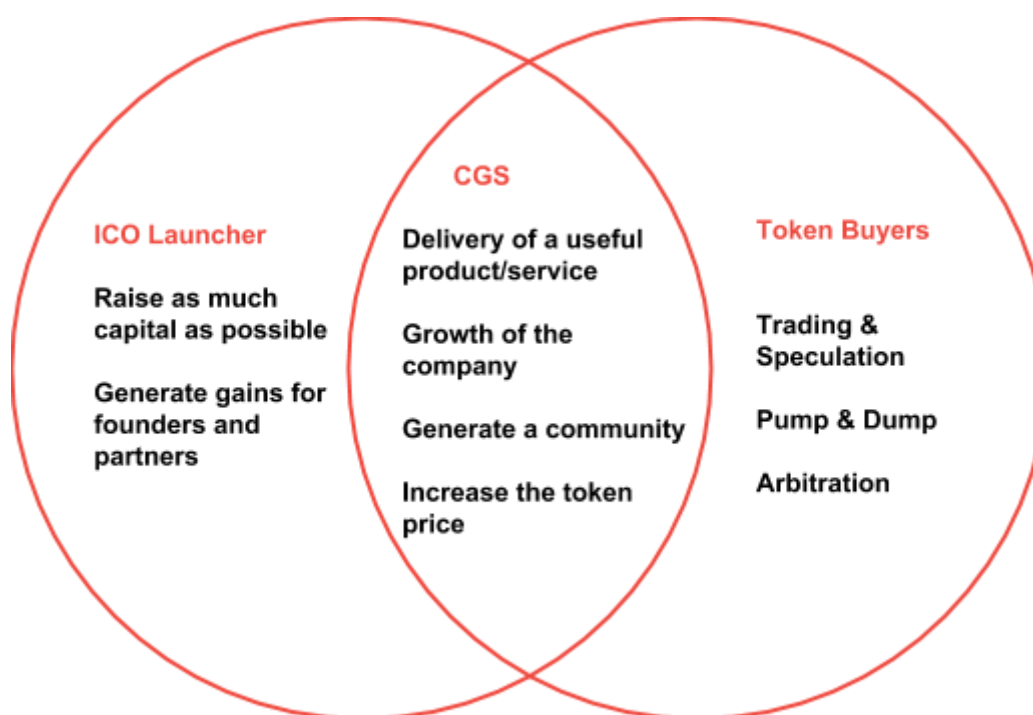 ICO Launcher
Raise as much
capital as possible
Generate gains for
founders and
partners
CGS
Delivery of a useful
product/service
Growth of the
company
Generate a community
Increase the token
price
Token Buyers
Trading &
Speculation
Pump & Dump
Arbitration